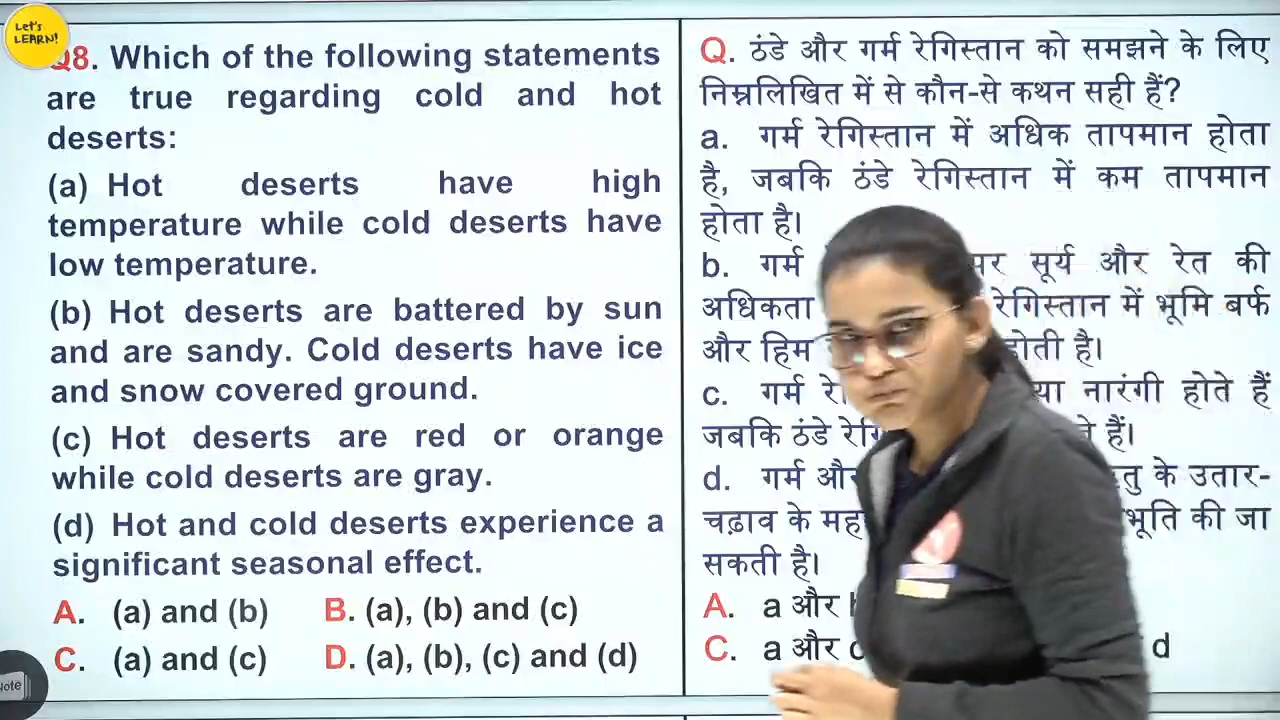 Let's
LEARN!
Q8. Which of the following statements
are true regarding cold and hot
deserts:
(a) Hot deserts have high
temperature while cold deserts have
low temperature.
(b) Hot deserts are battered by sun
and are sandy. Cold deserts have ice
and snow covered ground.
(c) Hot deserts are red or orange
while cold deserts are gray.
(d) Hot and cold deserts experience a
significant seasonal effect.
A. (a) and (b) B. (a), (b) and (c)
C. (a) and (c) D. (a), (b), (c) and (d)
Q. ठंडे और गर्म रेगिस्तान को समझने के लिए
निम्नलिखित में से कौन-से कथन सही हैं?
a. गर्म रेगिस्तान में अधिक तापमान होता
है, जबकि ठंडे रेगिस्तान में कम तापमान
होता है।
b. गर्म पर सूर्य और रेत की
अधिकता रेगिस्तान में भूमि बर्फ
और हिम होती है।
c. गर्म या नारंगी होते हैं
जबकि ठंडे हैं।
d. गर्म के उतार-
चढ़ाव के की जा
सकती है।
A. a और
C. a और d